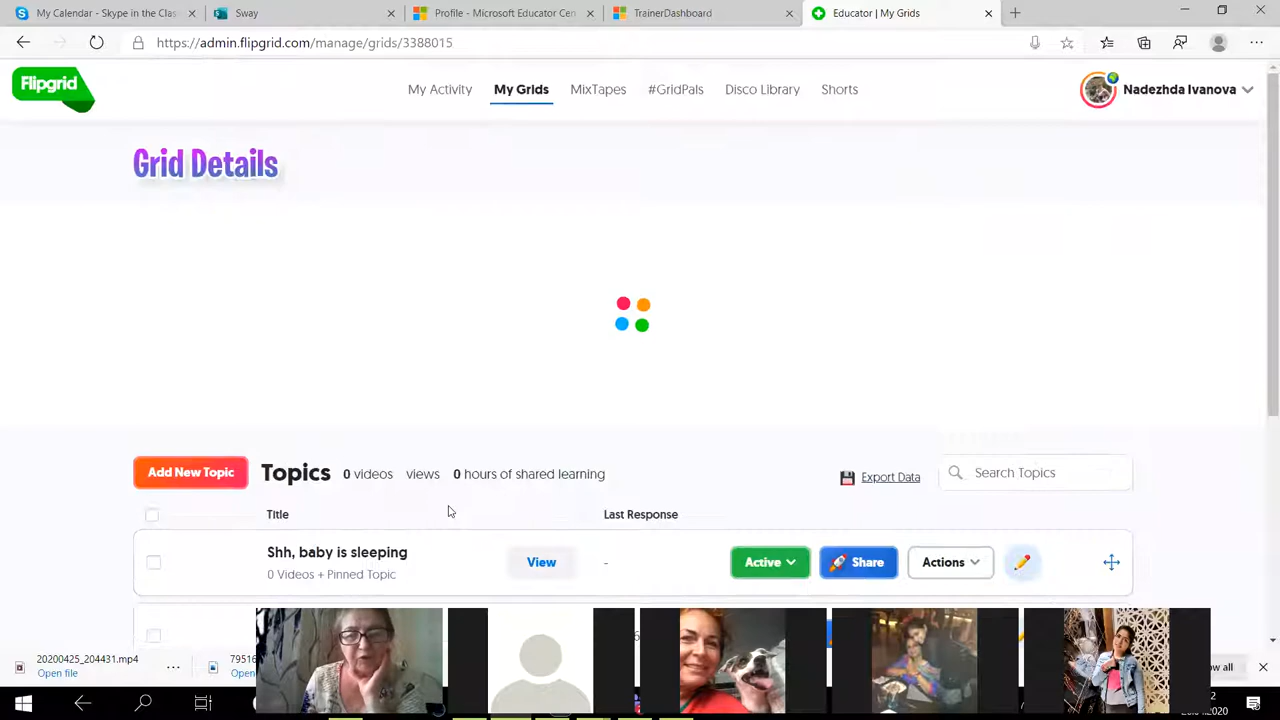 My Calendar - Skype in the Clas
Sway
Profile - Microsoft Educator Cen
TrainerDashboard
Educator | My Grids
https://admin.flipgrid.com/manage/grids/3388015
Flipgrid
My Activity
My Grids
MixTapes
#GridPals
Disco Library
Shorts
Nadezhda Ivanova
Grid Details
Add New Topic
Topics
0 videos
views
0 hours of shared learning
Export Data
Search Topics
Title
Last Response
Shh, baby is sleeping
View
-
Active
Share
Actions
0 Videos + Pinned Topic
20200425_204431.mp4
Open file
79516
Open